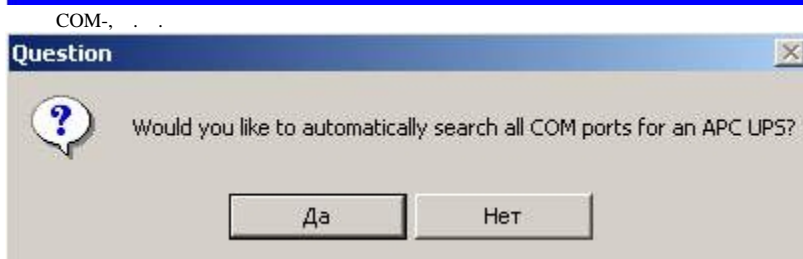 COM-, . .
Question
Would you like to automatically search all COM ports for an APC UPS?
Да Нет